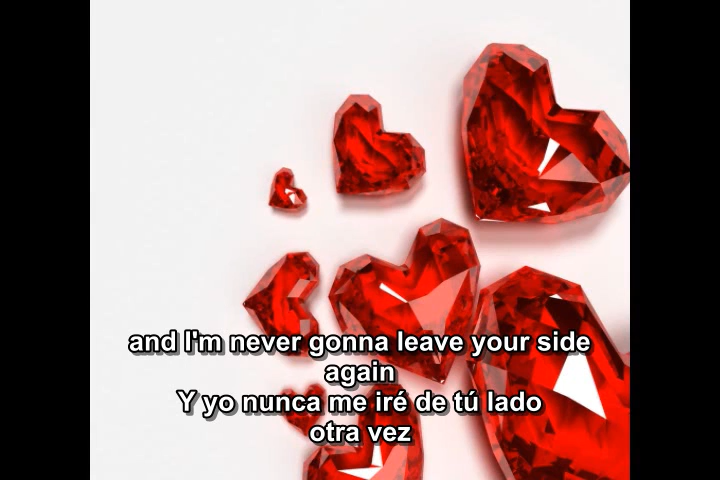 and I'm never gonna leave your side
again
Y yo nunca me iré de tú lado
otra vez